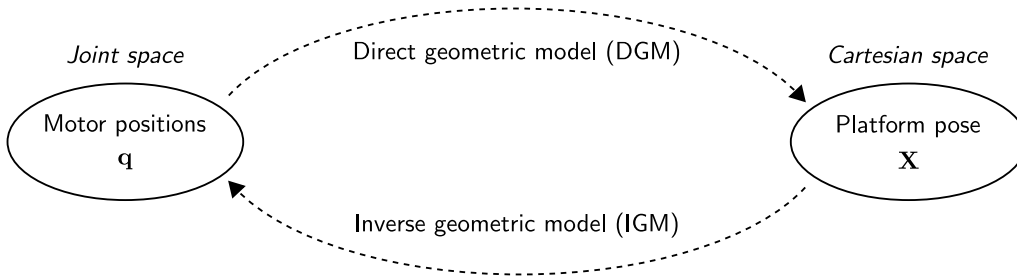 Joint space
Direct geometric model (DGM)
Cartesian space
Motor positions
q
Platform pose
X
Inverse geometric model (IGM)